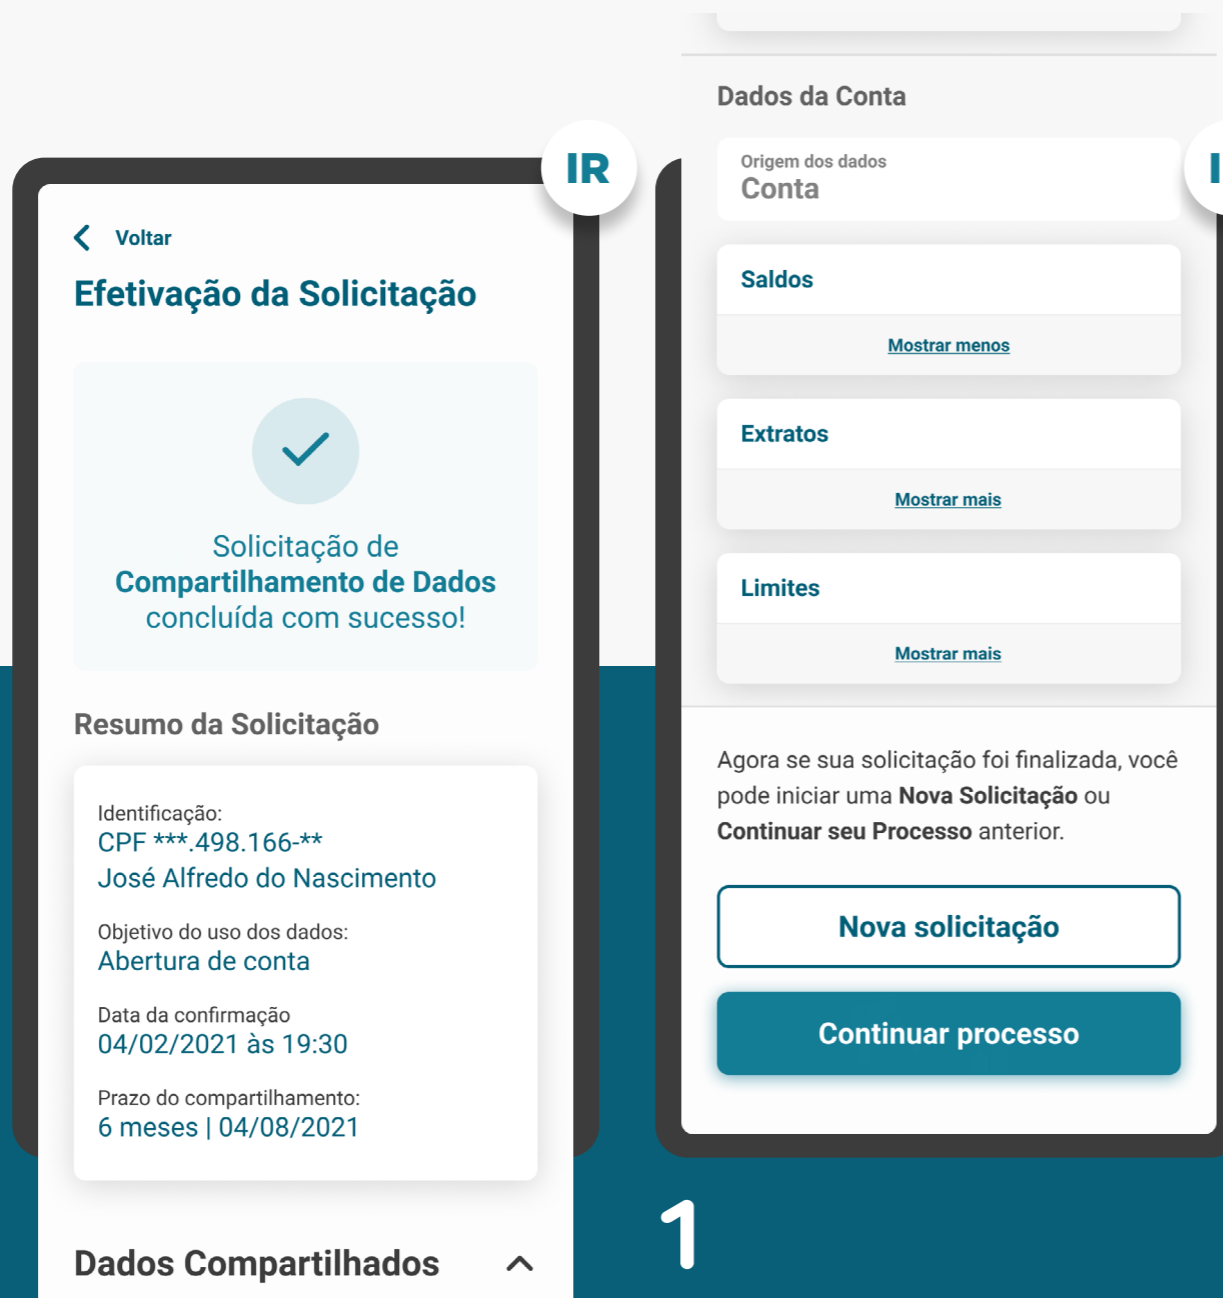 IR
Voltar
Efetivação da Solicitação
Solicitação de
Compartilhamento de Dados
concluída com sucesso!
Resumo da Solicitação
Identificação:
CPF ***.498.166-**
José Alfredo do Nascimento
Objetivo do uso dos dados:
Abertura de conta
Data da confirmação
04/02/2021 às 19:30
Prazo do compartilhamento:
6 meses | 04/08/2021
Dados Compartilhados
Dados da Conta
Origem dos dados
Conta
Saldos
Mostrar menos
Extratos
Mostrar mais
Limites
Mostrar mais
Agora se sua solicitação foi finalizada, você
pode iniciar uma Nova Solicitação ou
Continuar seu Processo anterior.
Nova solicitação
Continuar processo
1